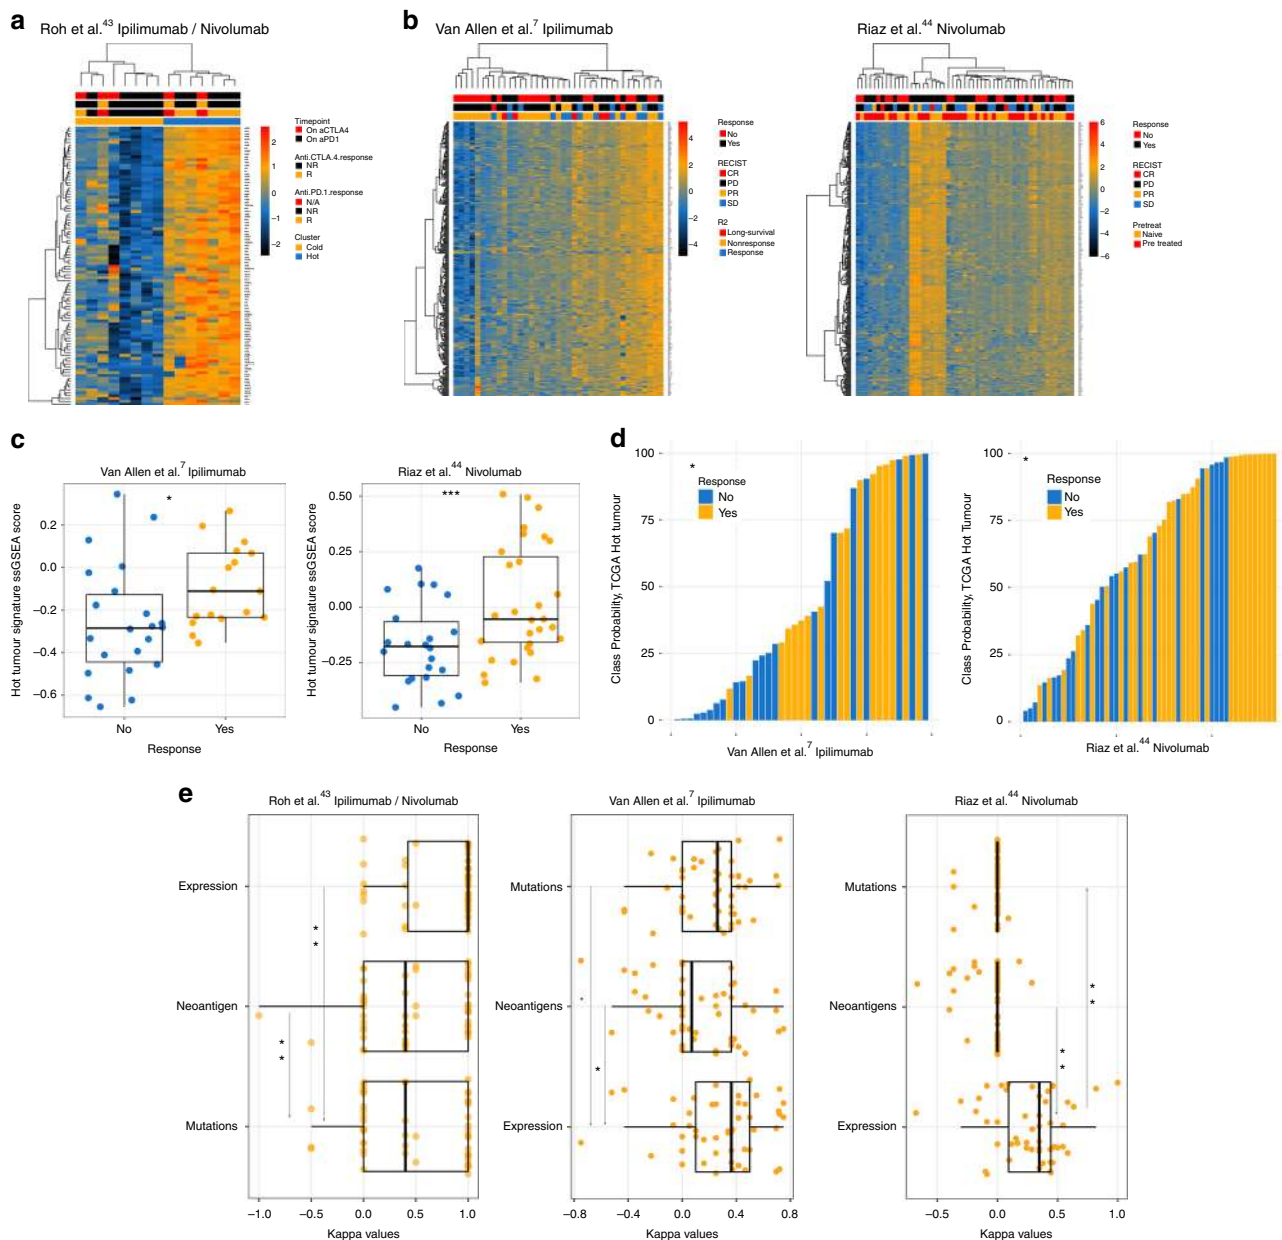 a
Roh et al.43 Ipilimumab / Nivolumab
Timepoint
On aCTLA4
On aPD1
Anti.CTLA.4.response
NR
R
Anti.PD.1.response
N/A
NR
R
Cluster
Cold
Hot
2
1
0
−1
−2
b
Van Allen et al.7 Ipilimumab
4
2
0
−2
−4
Response
No
Yes
RECIST
CR
PD
PR
SD
R2
Long-survival
Nonresponse
Response
Riaz et al.44 Nivolumab
6
4
2
0
−2
−4
−6
Response
No
Yes
RECIST
CR
PD
PR
SD
Pretreat
Naive
Pre treated
c
Van Allen et al.7 Ipilimumab
Hot tumour signature ssGSEA score
0.2
0.0
−0.2
−0.4
−0.6
*
No
Yes
Response
Riaz et al.44 Nivolumab
Hot tumour signature ssGSEA score
0.50
0.25
0.00
−0.25
***
No
Yes
Response
d
Class Probability, TCGA Hot tumour
100
75
50
25
0
*
Response
No
Yes
Van Allen et al.7 Ipilimumab
Class Probability, TCGA Hot Tumour
100
75
50
25
0
*
Response
No
Yes
Riaz et al.44 Nivolumab
e
Roh et al.43 Ipilimumab / Nivolumab
Expression
Neoantigen
Mutations
*
*
*
*
−1.0
−0.5
0.0
0.5
1.0
Kappa values
Van Allen et al.7 Ipilimumab
Mutations
Neoantigens
Expression
*
*
−0.8
−0.4
0.0
0.4
0.8
Kappa values
Riaz et al.44 Nivolumab
Mutations
Neoantigens
Expression
*
*
*
*
−0.5
0.0
0.5
1.0
Kappa values